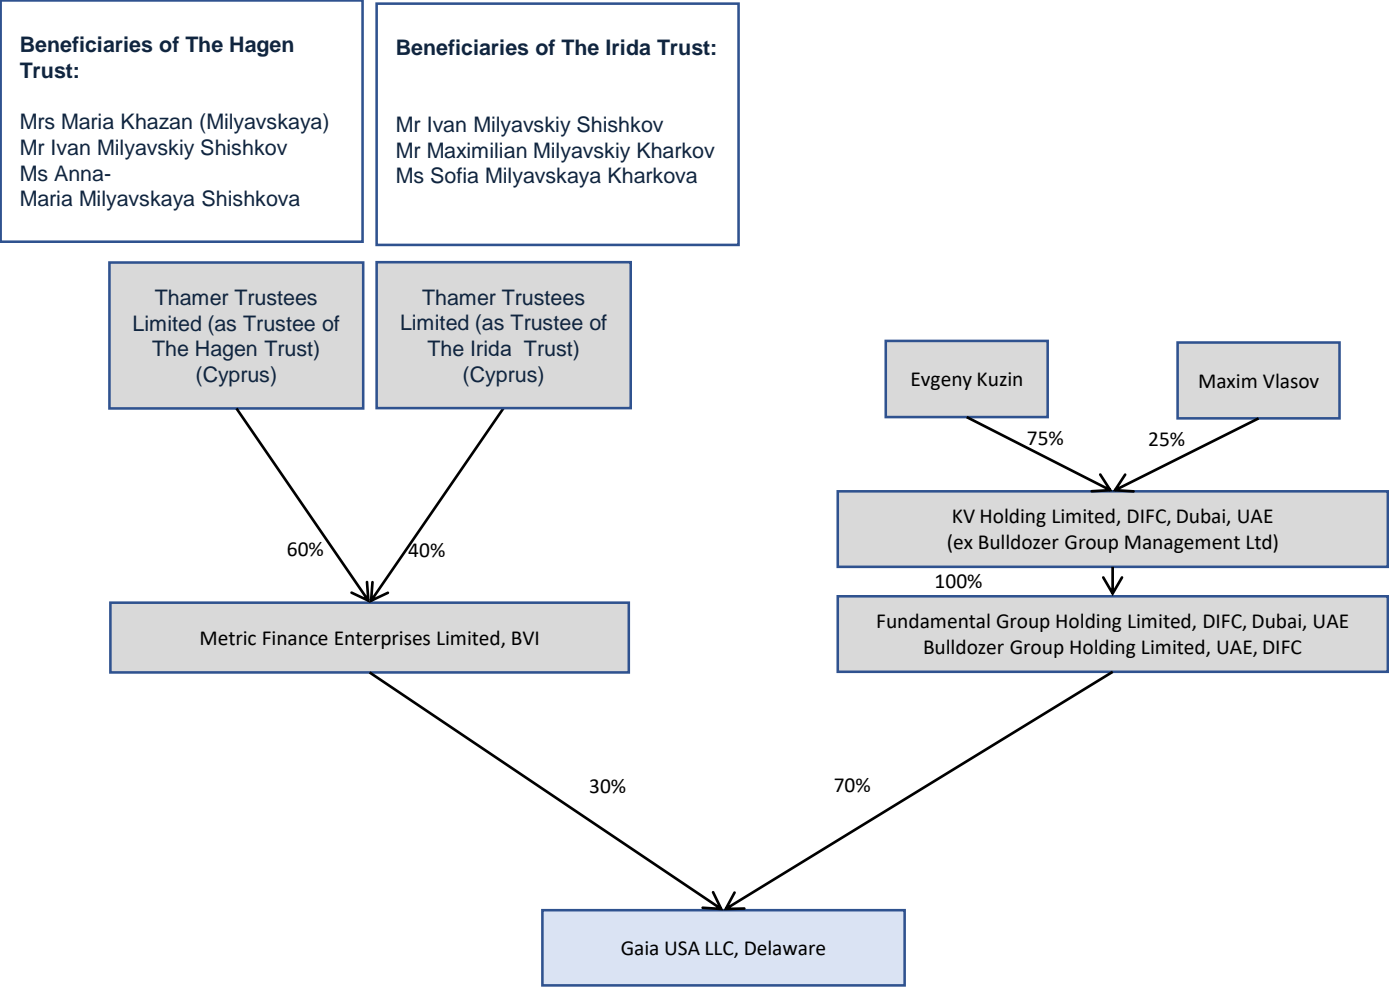 Beneficiaries of The Hagen
Trust:
Mrs Maria Khazan (Milyavskaya)
Mr Ivan Milyavskiy Shishkov
Ms Anna-
Maria Milyavskaya Shishkova
Beneficiaries of The Irida Trust:
Mr Ivan Milyavskiy Shishkov
Mr Maximilian Milyavskiy Kharkov
Ms Sofia Milyavskaya Kharkova
Thamer Trustees
Limited (as Trustee of
The Hagen Trust)
(Cyprus)
Thamer Trustees
Limited (as Trustee of
The Irida Trust)
(Cyprus)
Evgeny Kuzin
Maxim Vlasov
75%
25%
KV Holding Limited, DIFC, Dubai, UAE
(ex Bulldozer Group Management Ltd)
60%
40%
100%
Metric Finance Enterprises Limited, BVI
Fundamental Group Holding Limited, DIFC, Dubai, UAE
Bulldozer Group Holding Limited, UAE, DIFC
30%
70%
Gaia USA LLC, Delaware